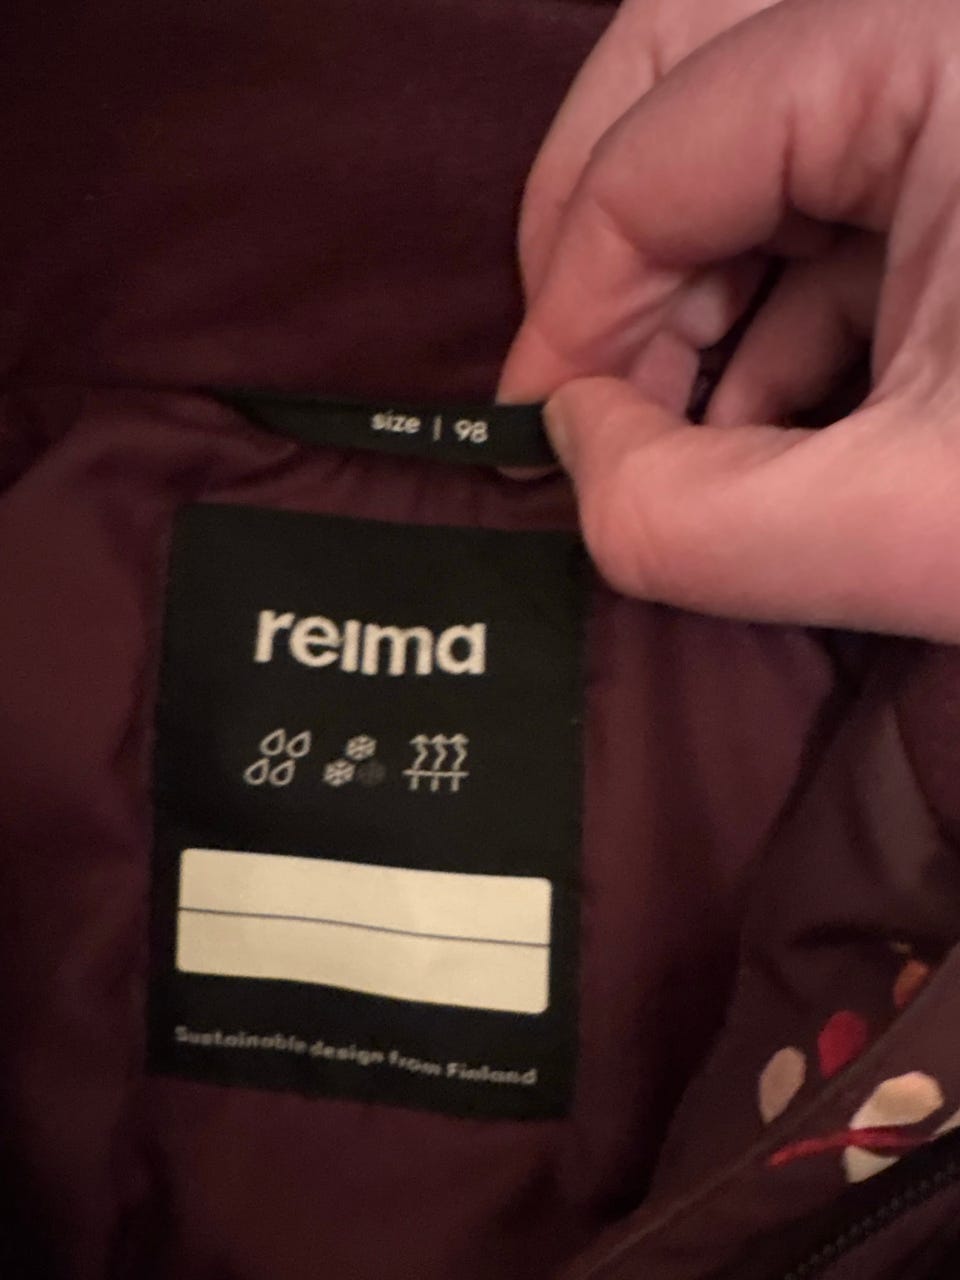 size | 98
reima
Sustainable design from Finland